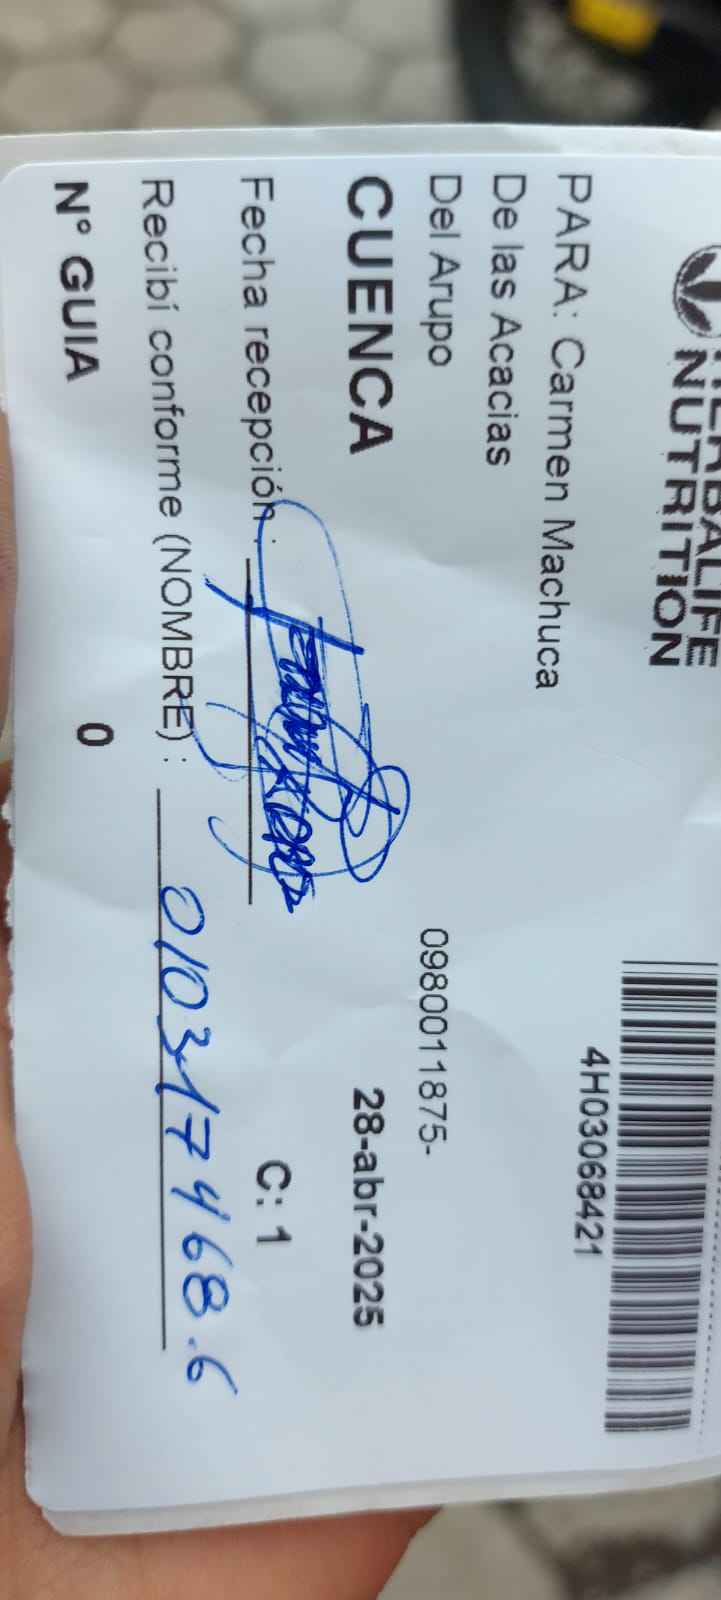 HERBALIFE
NUTRITION
4H03068421
PARA: Carmen Machuca
De las Acacias
Del Arupo
0980011875-
CUENCA
28-abr-2025
Fecha recepción :
C: 1
Recibí conforme (NOMBRE) : 010317468.6
N° GUIA
0